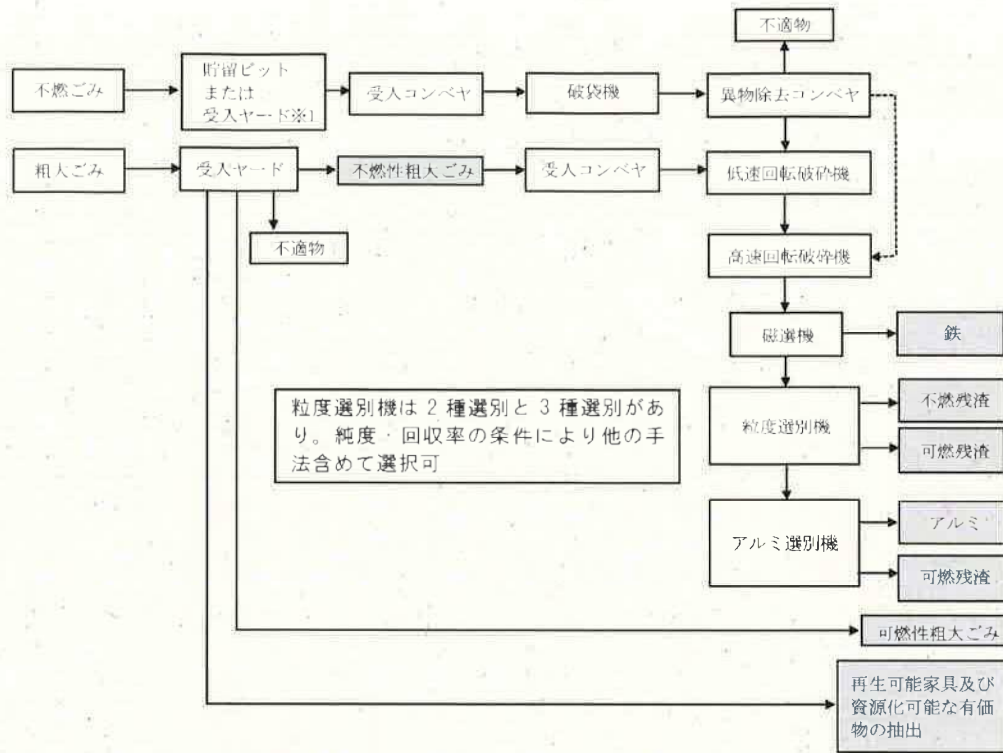 不適物
不燃ごみ
貯留ピット
または
受入ヤード※1
受入コンベヤ
破袋機
異物除去コンベヤ
粗大ごみ
受入ヤード
不燃性粗大ごみ
受入コンベヤ
低速回転破砕機
不適物
高速回転破砕機
磁選機
鉄
粒度選別機は2種選別と3種選別があ
り。純度・回収率の条件により他の手
法含めて選択可
粒度選別機
不燃残渣
可燃残渣
アルミ選別機
アルミ
可燃残渣
可燃性粗大ごみ
再生可能家具及び
資源化可能な有価
物の抽出